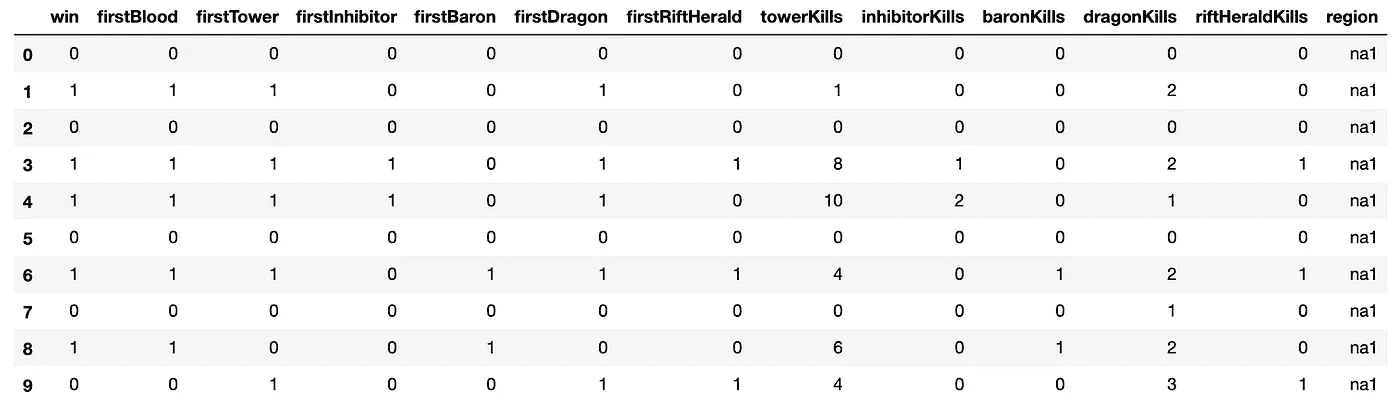 win firstBlood firstTower firstInhibitor firstBaron firstDragon firstRiftHerald towerKills inhibitorKills baronKills dragonKills riftHeraldKills region
0 0 0 0 0 0 0 0 0 0 0 0 0 na1
1 1 1 1 0 0 1 0 1 0 0 2 0 na1
2 0 0 0 0 0 0 0 0 0 0 0 0 na1
3 1 1 1 1 0 1 1 8 1 0 2 1 na1
4 1 1 1 1 0 1 0 10 2 0 1 0 na1
5 0 0 0 0 0 0 0 0 0 0 0 0 na1
6 1 1 1 0 1 1 1 4 0 1 2 1 na1
7 0 0 0 0 0 0 0 0 0 0 1 0 na1
8 1 1 0 0 1 0 0 6 0 1 2 0 na1
9 0 0 1 0 0 1 1 4 0 0 3 1 na1